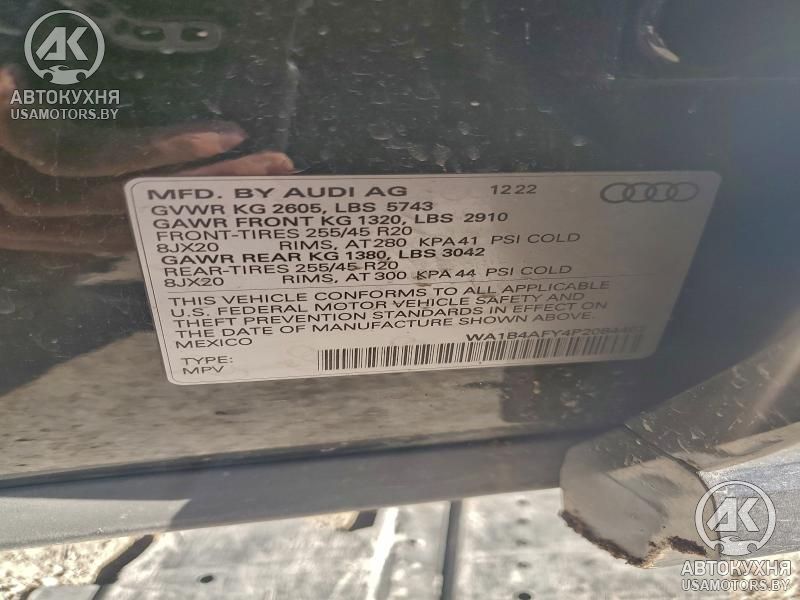 AK
АВТОКУХНЯ
USAMOTORS.BY
MFD. BY AUDI AG 12 22
GVWR KG 2605, LBS 5743
GAWR FRONT KG 1320, LBS 2910
FRONT-TIRES 255/45 R20
8JX20 RIMS, AT 280 KPA 41 PSI COLD
GAWR REAR KG 1380, LBS 3042
REAR-TIRES 255/45 R20
8JX20 RIMS, AT 300 KPA 44 PSI COLD
THIS VEHICLE CONFORMS TO ALL APPLICABLE
U.S. FEDERAL MOTOR VEHICLE SAFETY AND
THEFT PREVENTION STANDARDS IN EFFECT ON
THE DATE OF MANUFACTURE SHOWN ABOVE.
MEXICO
TYPE:
MPV
AK
АВТОКУХНЯ
USAMOTORS.BY